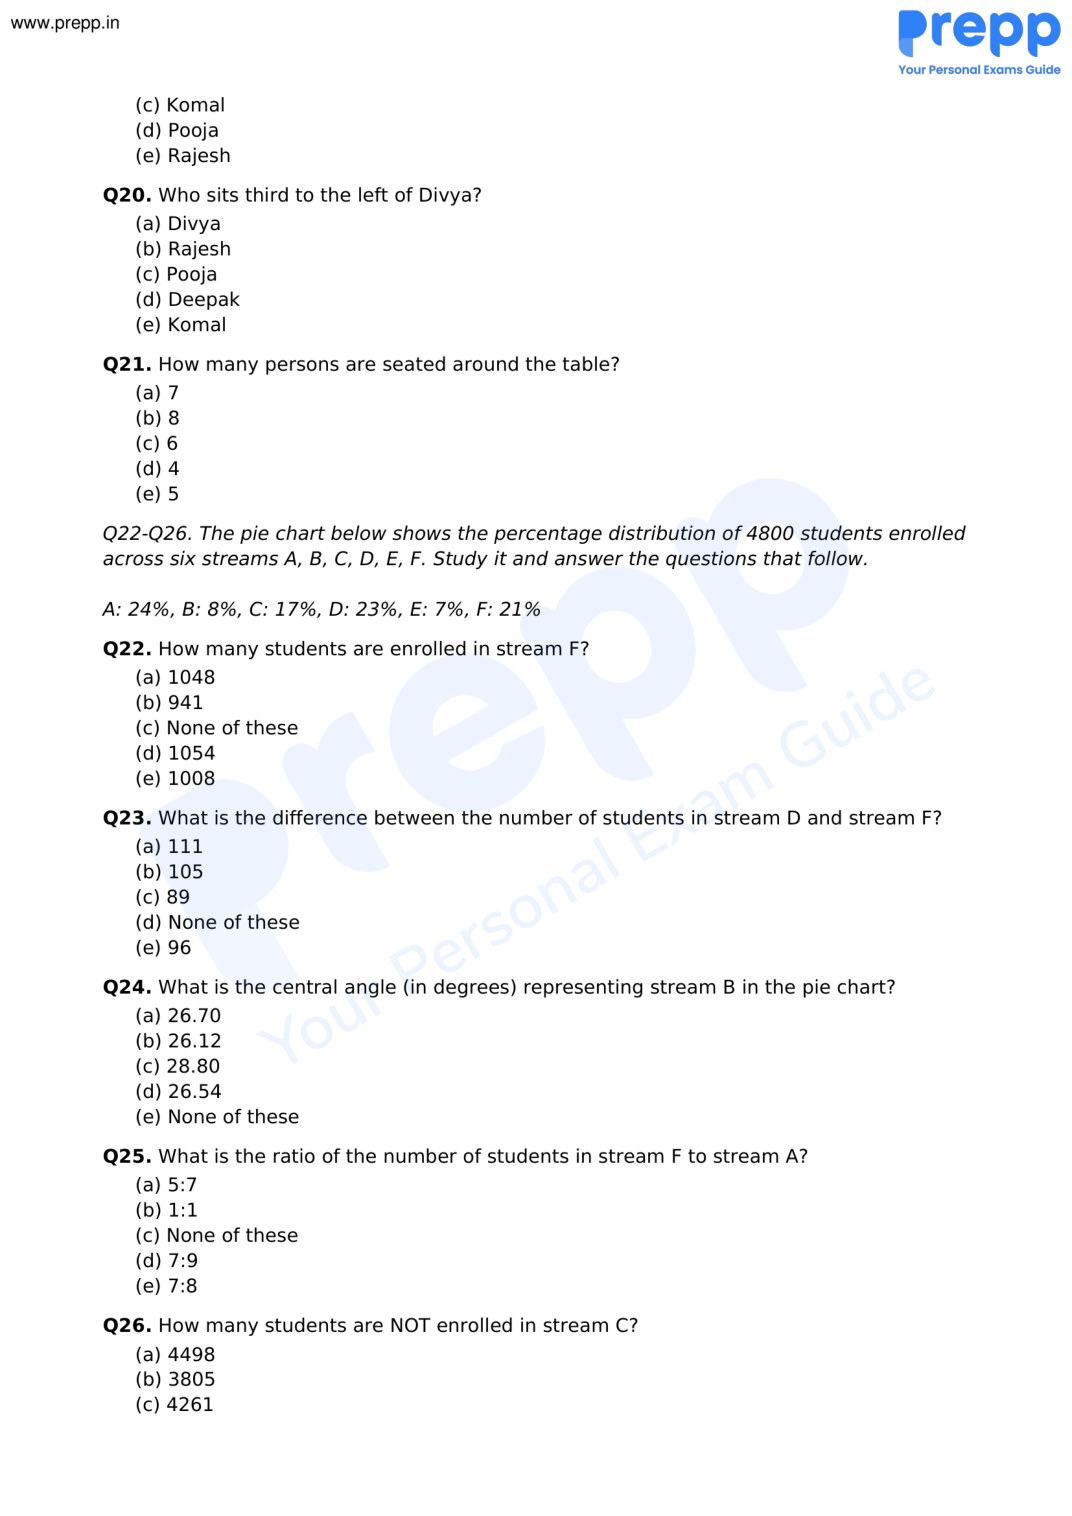 www.prepp.in
Prepp
Your Personal Exams Guide
(c) Komal
(d) Pooja
(e) Rajesh
Q20. Who sits third to the left of Divya?
(a) Divya
(b) Rajesh
(c) Pooja
(d) Deepak
(e) Komal
Q21. How many persons are seated around the table?
(a) 7
(b) 8
(c) 6
(d) 4
(e) 5
Q22-Q26. The pie chart below shows the percentage distribution of 4800 students enrolled
across six streams A, B, C, D, E, F. Study it and answer the questions that follow.
A: 24%, B: 8%, C: 17%, D: 23%, E: 7%, F: 21%
Q22. How many students are enrolled in stream F?
(a) 1048
(b) 941
(c) None of these
(d) 1054
(e) 1008
Q23. What is the difference between the number of students in stream D and stream F?
(a) 111
(b) 105
(c) 89
(d) None of these
(e) 96
Q24. What is the central angle (in degrees) representing stream B in the pie chart?
(a) 26.70
(b) 26.12
(c) 28.80
(d) 26.54
(e) None of these
Q25. What is the ratio of the number of students in stream F to stream A?
(a) 5:7
(b) 1:1
(c) None of these
(d) 7:9
(e) 7:8
Q26. How many students are NOT enrolled in stream C?
(a) 4498
(b) 3805
(c) 4261
Prepp
Your Personal Exam Guide